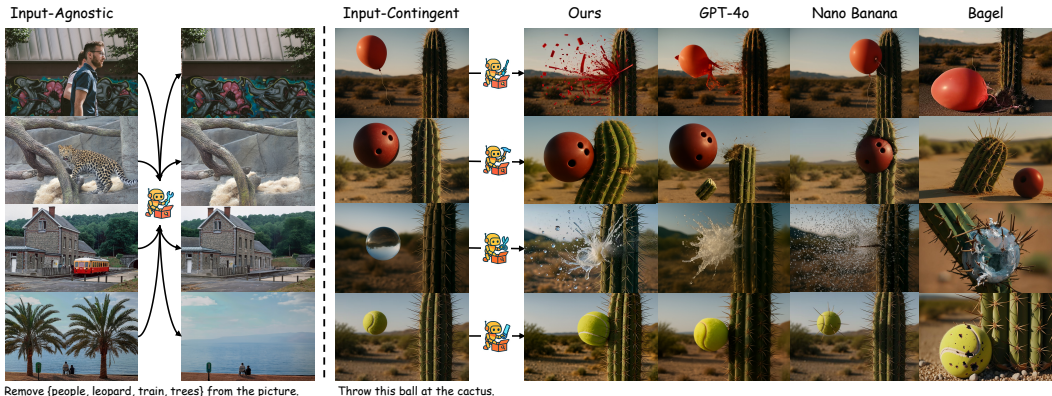 Input-Agnostic
Input-Contingent
Ours
GPT-4o
Nano Banana
Bagel
Remove {people, leopard, train, trees} from the picture.
Throw this ball at the cactus.